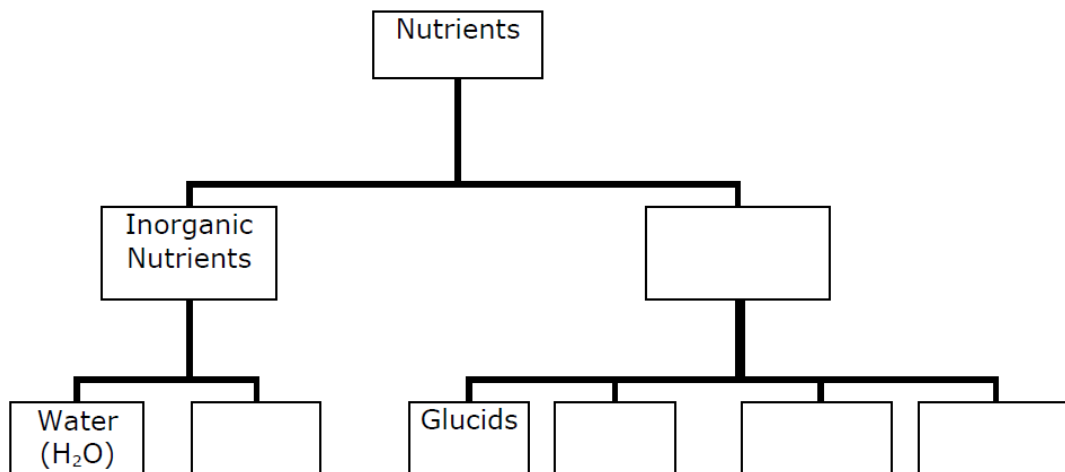 Nutrients
Inorganic
Nutrients
Water
(H₂O)
Glucids